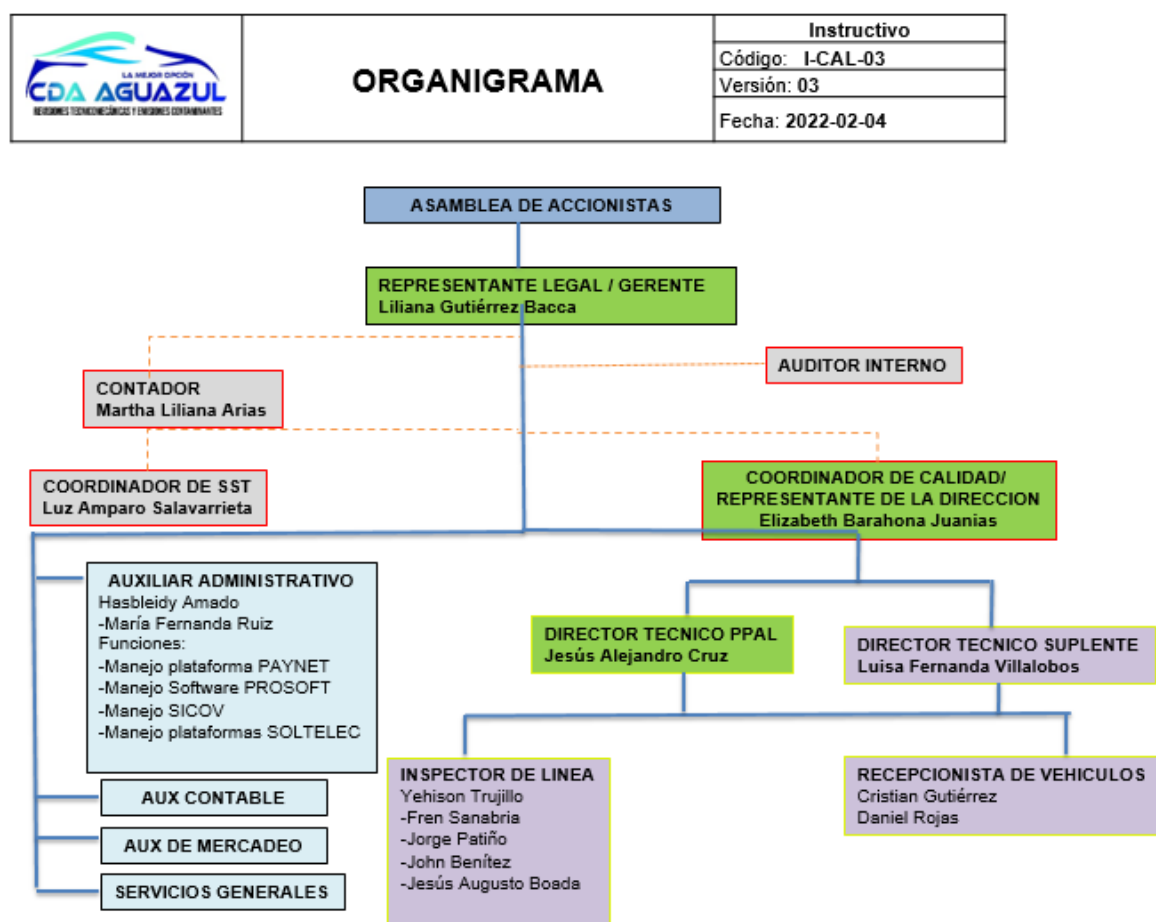 LA MEJOR OPCIÓN
CDA AGUAZUL
REVISIONES TECNICOMECÁNICAS Y EMISIONES CONTAMINANTES
ORGANIGRAMA
Instructivo
Código: I-CAL-03
Versión: 03
Fecha: 2022-02-04
ASAMBLEA DE ACCIONISTAS
REPRESENTANTE LEGAL / GERENTE
Liliana Gutiérrez Bacca
AUDITOR INTERNO
CONTADOR
Martha Liliana Arias
COORDINADOR DE SST
Luz Amparo Salavarrieta
COORDINADOR DE CALIDAD/
REPRESENTANTE DE LA DIRECCION
Elizabeth Barahona Juanias
AUXILIAR ADMINISTRATIVO
Hasbleidy Amado
-María Fernanda Ruiz
Funciones:
-Manejo plataforma PAYNET
-Manejo Software PROSOFT
-Manejo SICOV
-Manejo plataformas SOLTELEC
DIRECTOR TECNICO PPAL
Jesús Alejandro Cruz
DIRECTOR TECNICO SUPLENTE
Luisa Fernanda Villalobos
AUX CONTABLE
AUX DE MERCADEO
SERVICIOS GENERALES
INSPECTOR DE LINEA
Yehison Trujillo
-Fren Sanabria
-Jorge Patiño
-John Benítez
-Jesús Augusto Boada
RECEPCIONISTA DE VEHICULOS
Cristian Gutiérrez
Daniel Rojas